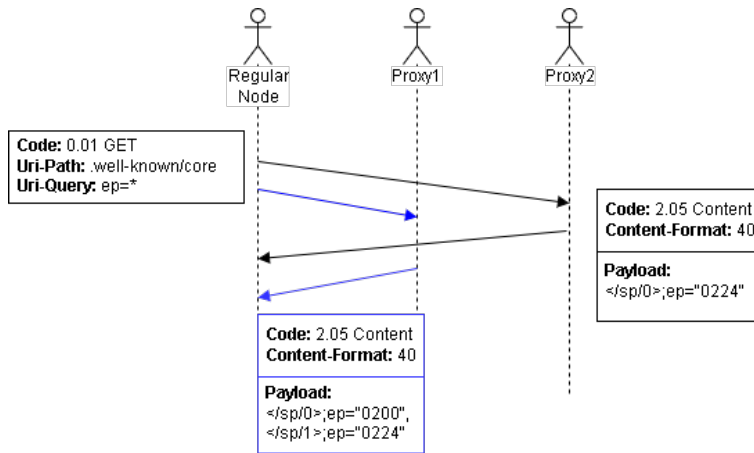 Regular
Node
Proxy1
Proxy2
Code: 0.01 GET
Uri-Path: .well-known/core
Uri-Query: ep=*
Code: 2.05 Content
Content-Format: 40
Payload:
</sp/0>;ep="0224"
Code: 2.05 Content
Content-Format: 40
Payload:
</sp/0>;ep="0200",
</sp/1>;ep="0224"